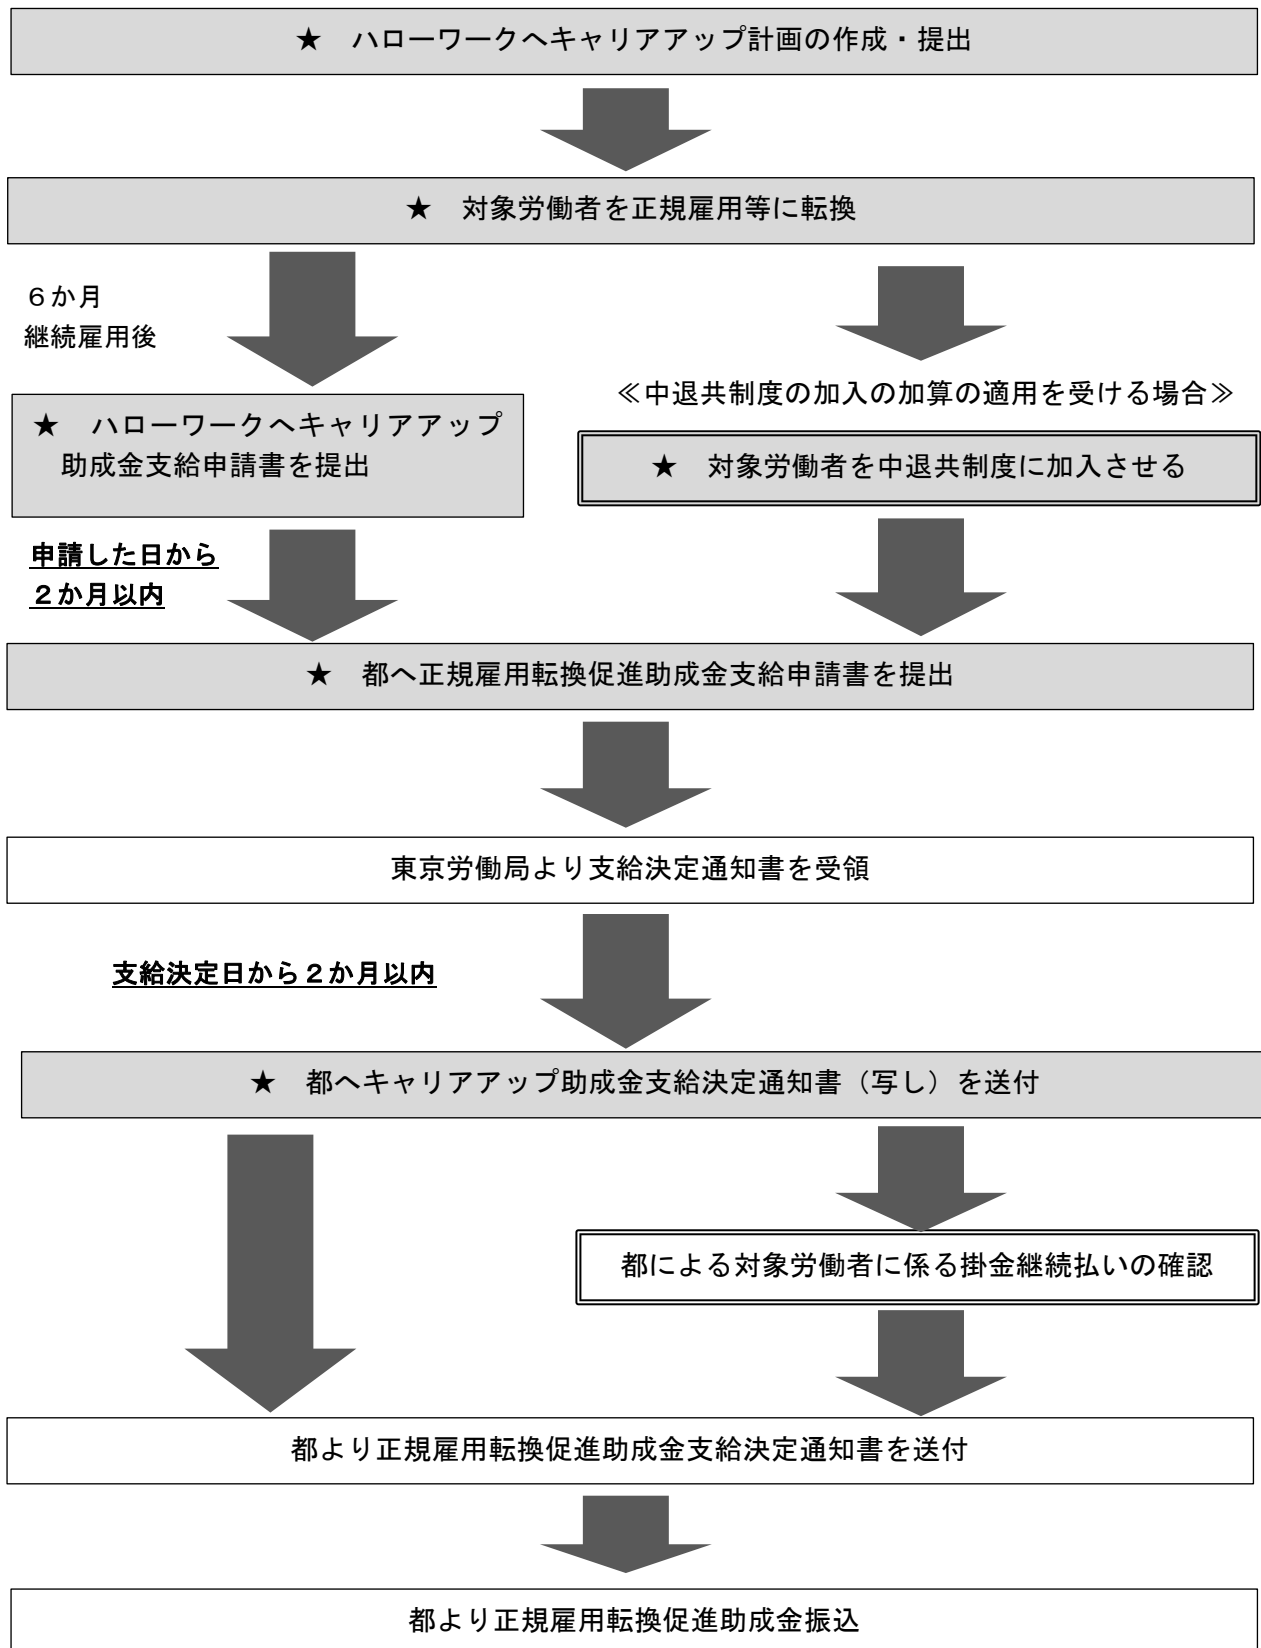 ★　ハローワークへキャリアアップ計画の作成・提出
★　対象労働者を正規雇用等に転換
６か月
継続雇用後
★　ハローワークへキャリアアップ
助成金支給申請書を提出
≪中退共制度の加入の加算の適用を受ける場合≫
★　対象労働者を中退共制度に加入させる
申請した日から
２か月以内
★　都へ正規雇用転換促進助成金支給申請書を提出
東京労働局より支給決定通知書を受領
支給決定日から２か月以内
★　都へキャリアアップ助成金支給決定通知書（写し）を送付
都による対象労働者に係る掛金継続払いの確認
都より正規雇用転換促進助成金支給決定通知書を送付
都より正規雇用転換促進助成金振込